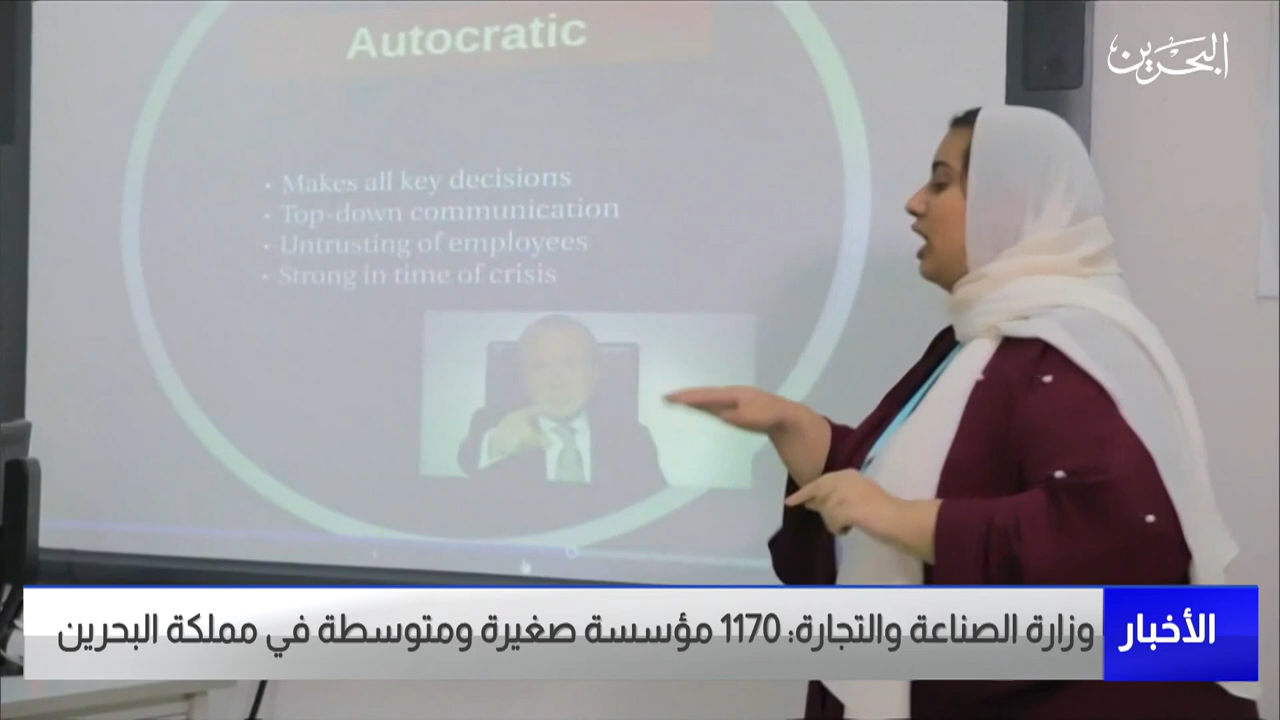 Autocratic
البحرين
• Makes all key decisions
• Top-down communication
• Untrusting of employees
• Strong in time of crisis
الأخبار
وزارة الصناعة والتجارة: 1170 مؤسسة صغيرة ومتوسطة في مملكة البحرين